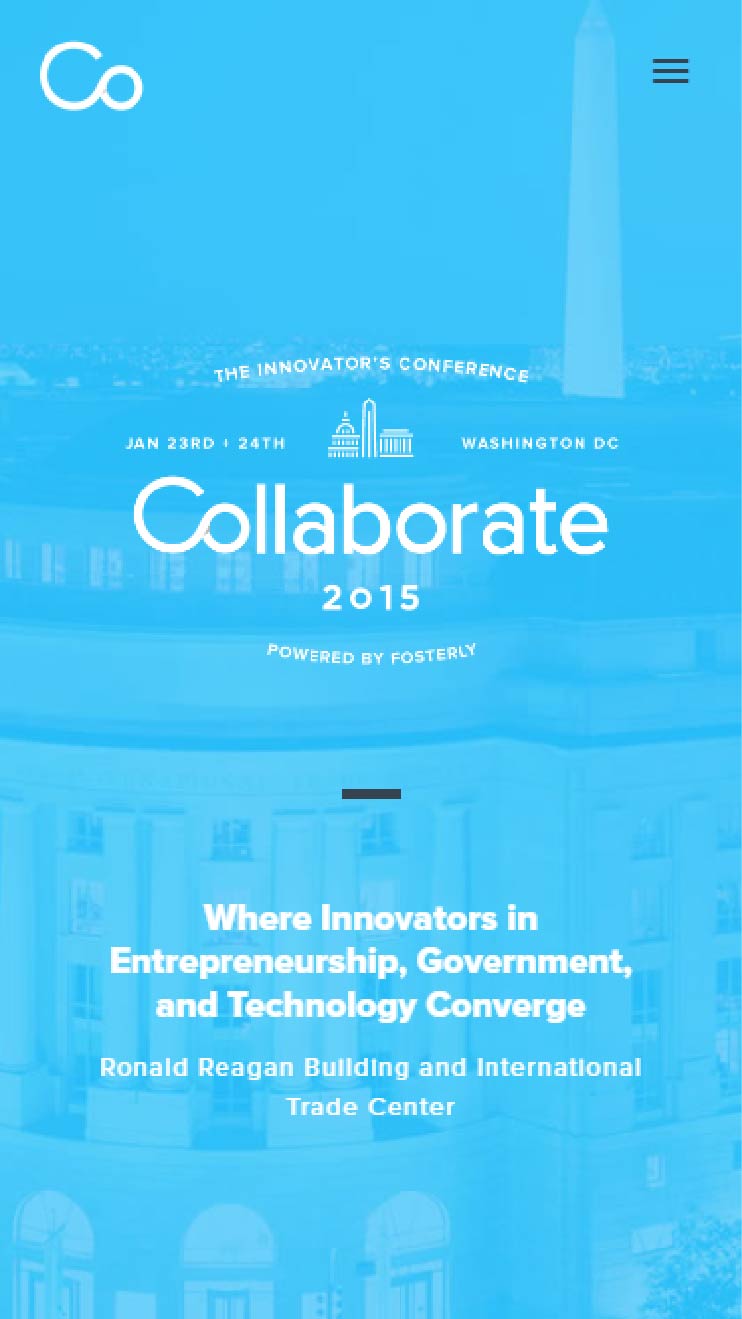 Co
THE INNOVATOR'S CONFERENCE
JAN 23RD + 24TH
WASHINGTON DC
Collaborate
2015
POWERED BY FOSTERLY
Where Innovators in
Entrepreneurship, Government,
and Technology Converge
Ronald Reagan Building and International
Trade Center